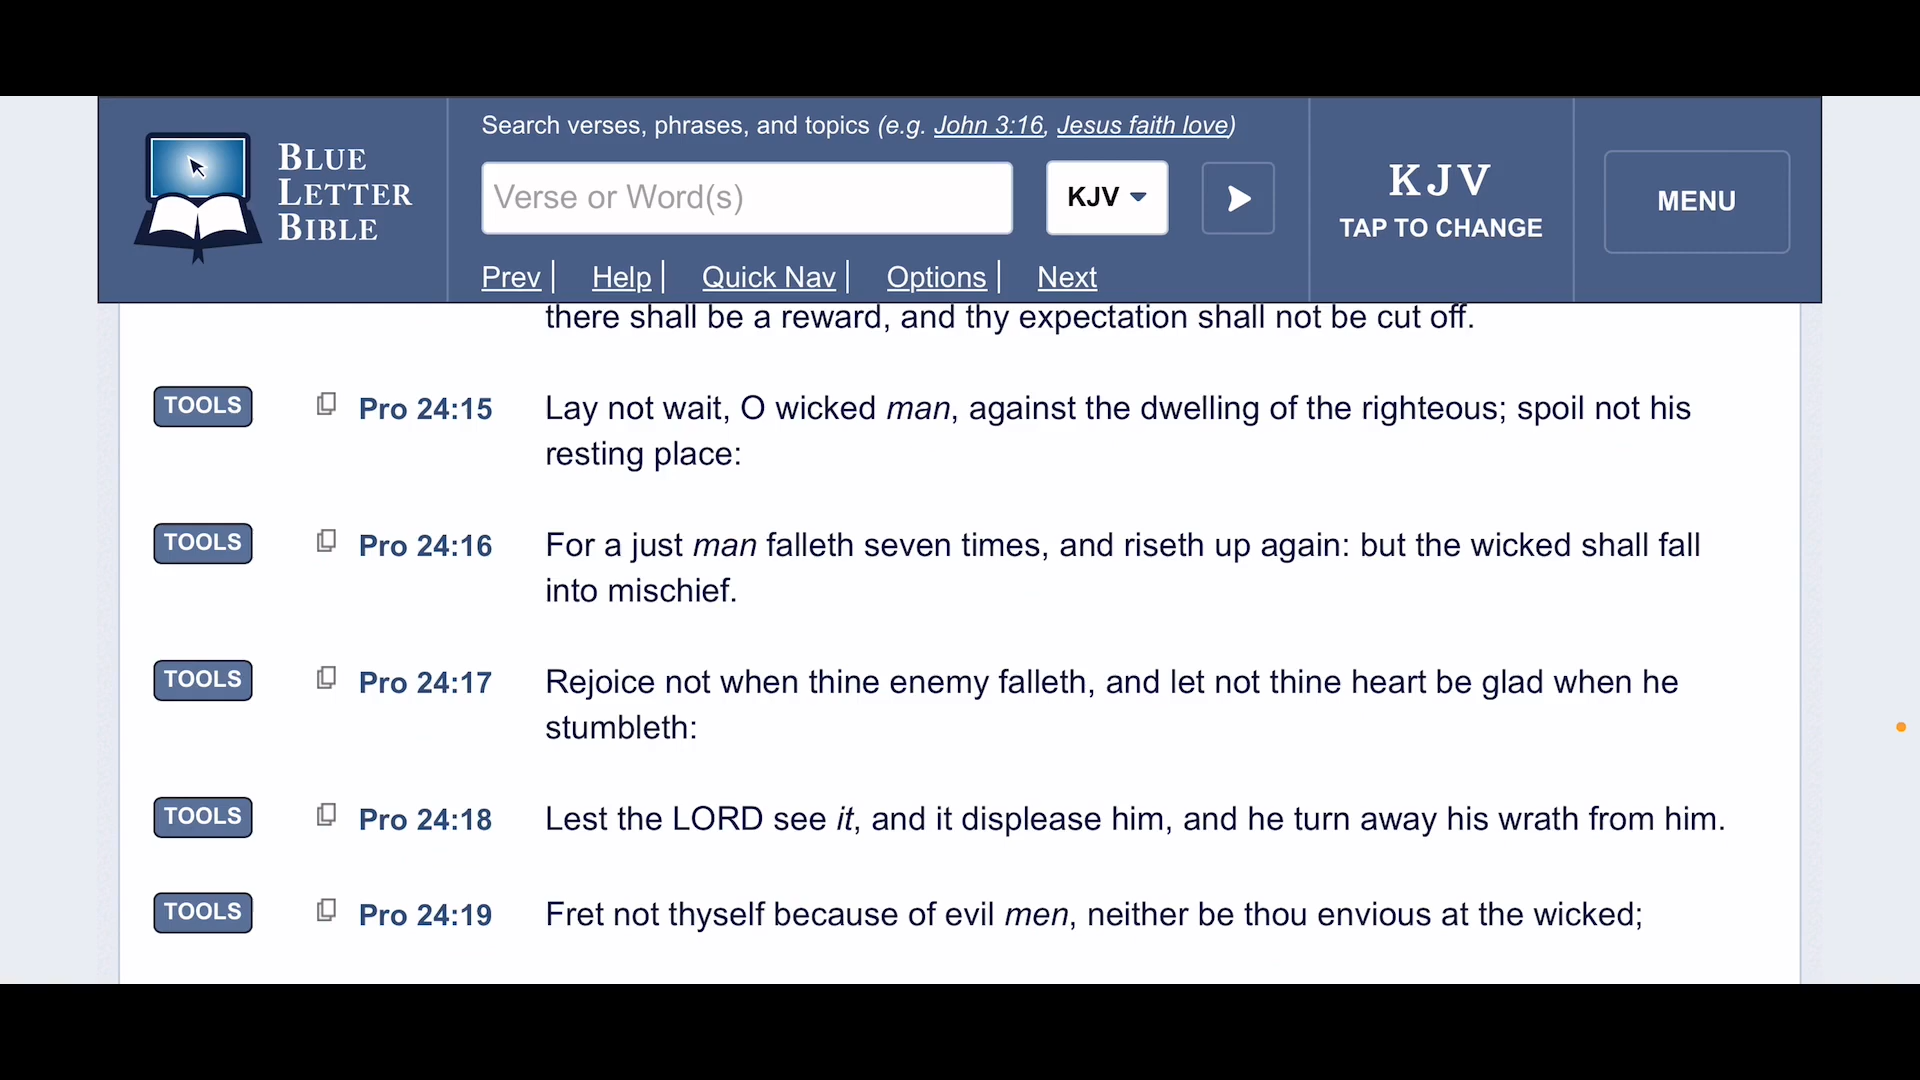 Search verses, phrases, and topics (e.g. John 3:16, Jesus faith love)
BLUE
LETTER
BIBLE
Verse or Word(s)
KJV
KJV
TAP TO CHANGE
MENU
Prev | Help | Quick Nav | Options | Next
there shall be a reward, and thy expectation shall not be cut off.
TOOLS Pro 24:15 Lay not wait, O wicked man, against the dwelling of the righteous; spoil not his
resting place:
TOOLS Pro 24:16 For a just man falleth seven times, and riseth up again: but the wicked shall fall
into mischief.
TOOLS Pro 24:17 Rejoice not when thine enemy falleth, and let not thine heart be glad when he
stumbleth:
TOOLS Pro 24:18 Lest the LORD see it, and it displease him, and he turn away his wrath from him.
TOOLS Pro 24:19 Fret not thyself because of evil men, neither be thou envious at the wicked;